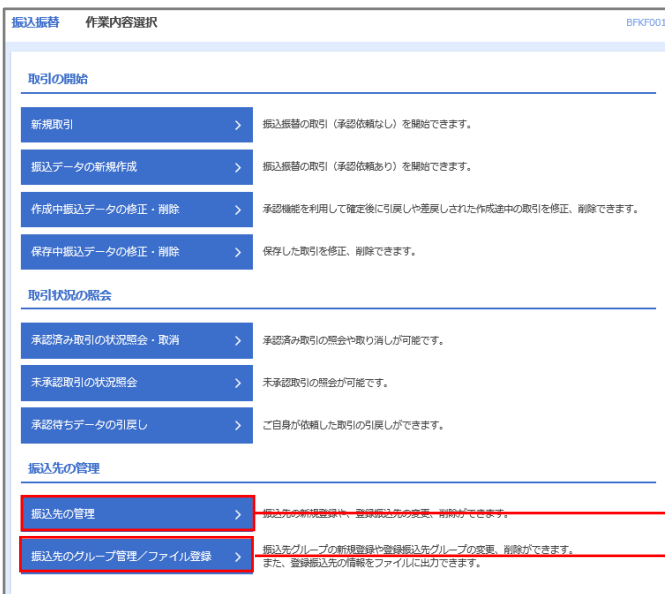 振込振替 作業内容選択 BFKF001
取引の開始
新規取引 振込振替の取引（承認依頼なし）を開始できます。
振込データの新規作成 振込振替の取引（承認依頼あり）を開始できます。
作成中振込データの修正・削除 承認機能を利用して確定後に引戻しや差戻しされた作成途中の取引を修正、削除できます。
保存中振込データの修正・削除 保存した取引を修正、削除できます。
取引状況の照会
承認済み取引の状況照会・取消 承認済み取引の照会や取り消しが可能です。
未承認取引の状況照会 未承認取引の照会が可能です。
承認待ちデータの引戻し ご自身が依頼した取引の引戻しができます。
振込先の管理
振込先の管理 振込先の新規登録や、登録振込先の変更、削除ができます。
振込先のグループ管理／ファイル登録 振込先グループの新規登録や登録振込先グループの変更、削除ができます。
また、登録振込先の情報をファイルに出力できます。